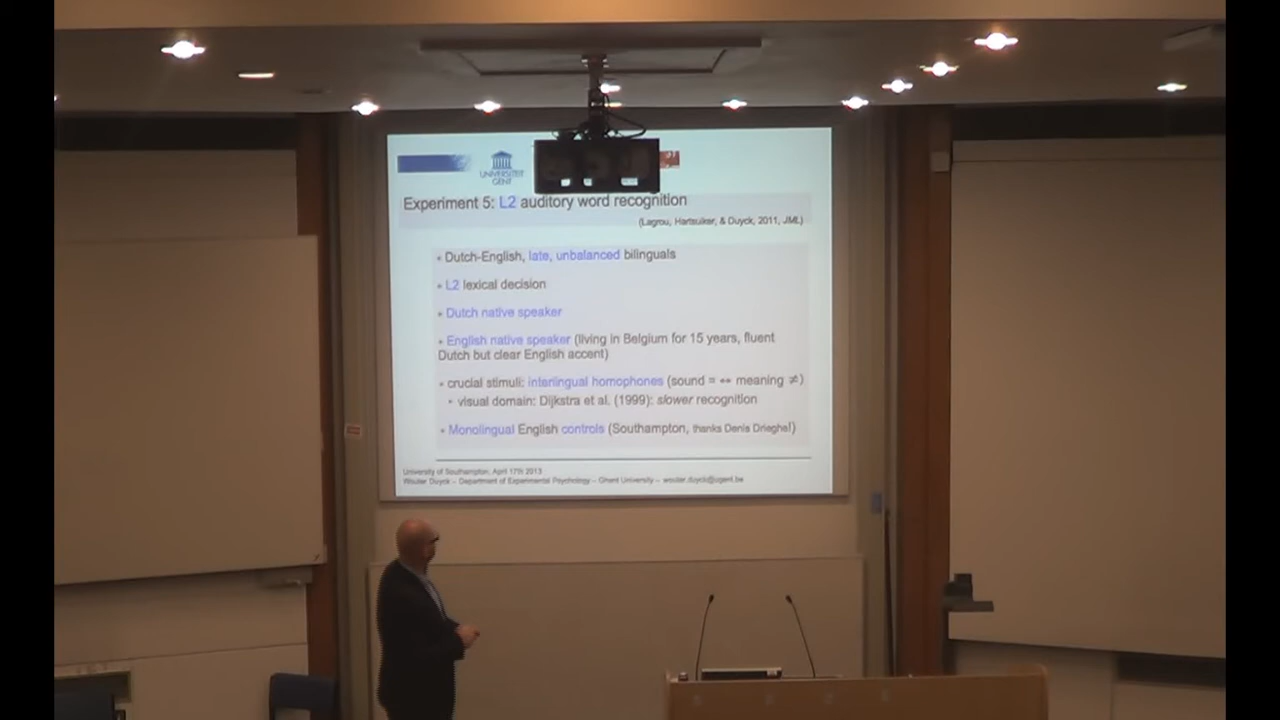 UNIVERSITEIT
GENT
Experiment 5: L2 auditory word recognition
(Lagrou, Hartsuiker, & Duyck, 2011, JML)
• Dutch-English, late, unbalanced bilinguals
• L2 lexical decision
• Dutch native speaker
• English native speaker (living in Belgium for 15 years, fluent
Dutch but clear English accent)
• crucial stimuli: interlingual homophones (sound = ↔ meaning ≠)
• visual domain: Dijkstra et al. (1999): slower recognition
• Monolingual English controls (Southampton, thanks Denis Drieghe!)
University of Southampton, April 17th 2013
Wouter Duyck – Department of Experimental Psychology – Ghent University – wouter.duyck@ugent.be